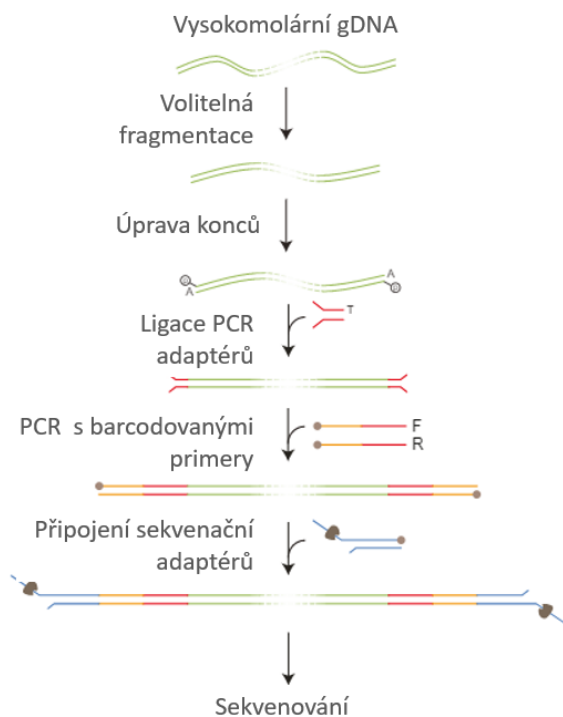 Vysokomolární gDNA
Volitelná
fragmentace
Úprava konců
A
A
Ligace PCR
adaptérů
T
PCR s barcodovanými
primery
F
R
Připojení sekvenační
adaptérů
Sekvenování